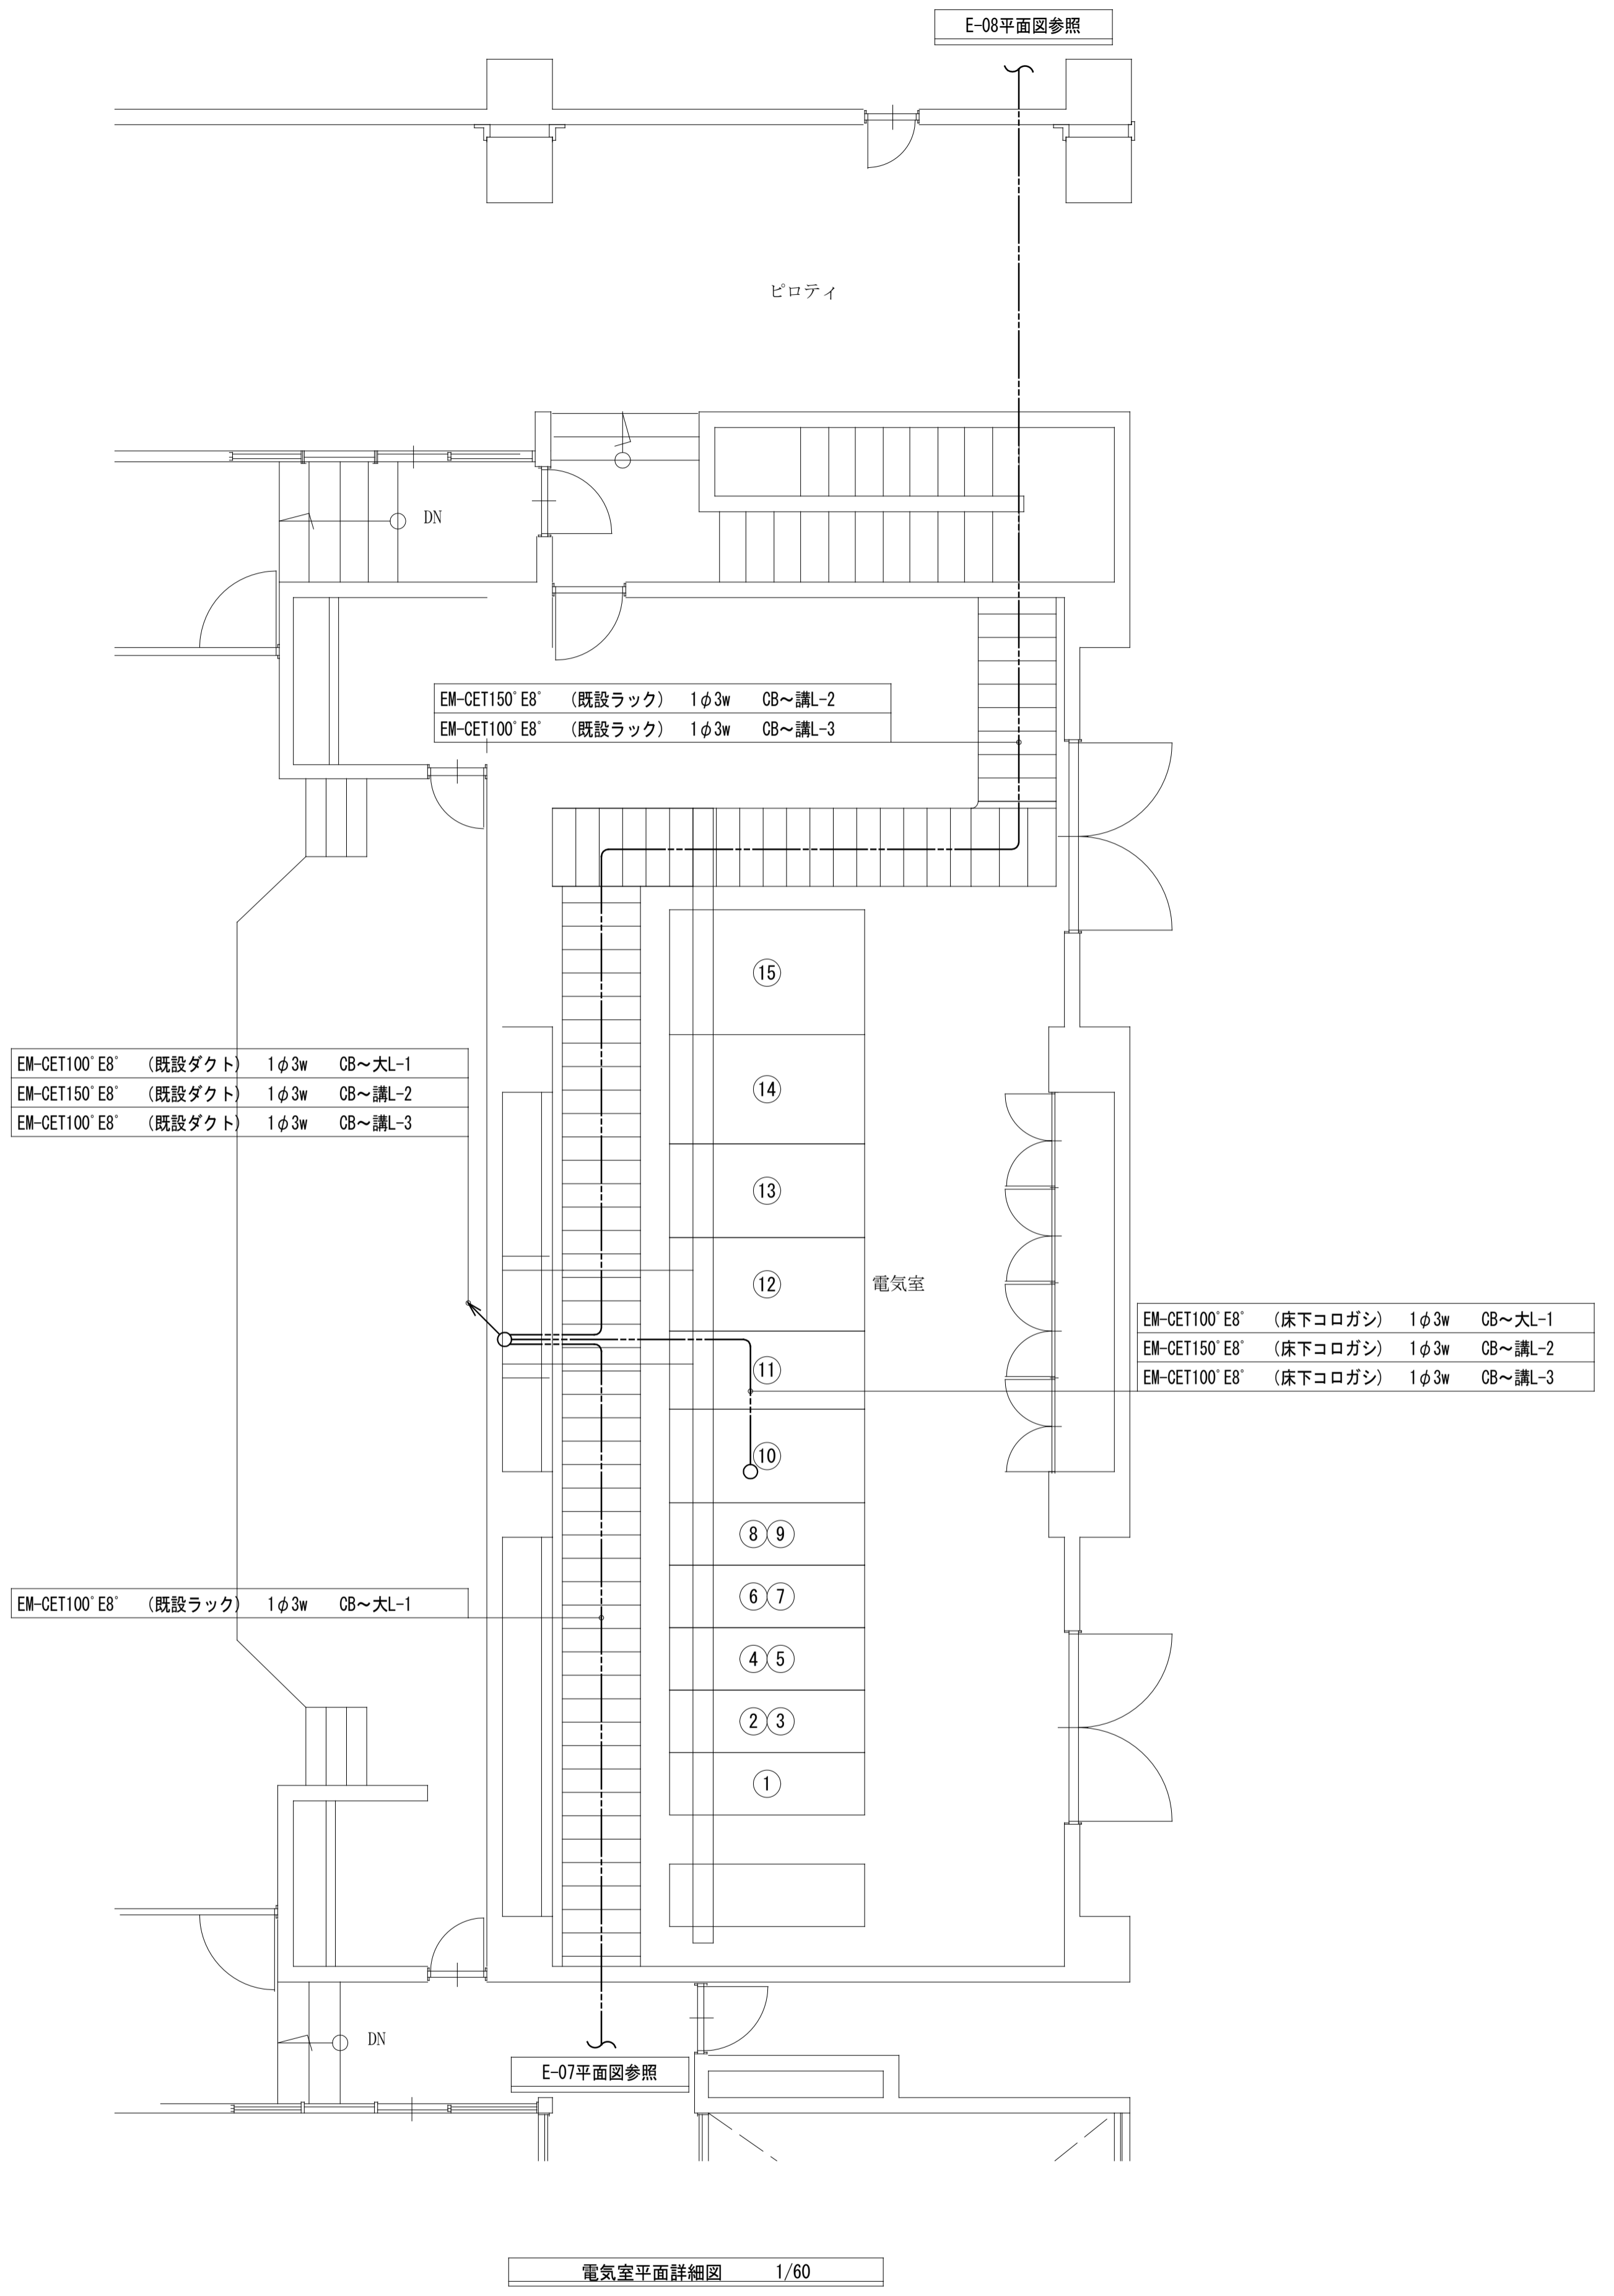 E-08平面図参照
ピロティ
DN
EM-CET150°E8° (既設ラック) 1φ3w CB～講L-2
EM-CET100°E8° (既設ラック) 1φ3w CB～講L-3
⑮
⑭
EM-CET100°E8° (既設ダクト) 1φ3w CB～大L-1
EM-CET150°E8° (既設ダクト) 1φ3w CB～講L-2
EM-CET100°E8° (既設ダクト) 1φ3w CB～講L-3
⑬
⑫
電気室
EM-CET100°E8° (床下コロガシ) 1φ3w CB～大L-1
EM-CET150°E8° (床下コロガシ) 1φ3w CB～講L-2
EM-CET100°E8° (床下コロガシ) 1φ3w CB～講L-3
⑪
⑩
⑧⑨
⑥⑦
EM-CET100°E8° (既設ラック) 1φ3w CB～大L-1
④⑤
②③
①
DN
E-07平面図参照
電気室平面詳細図 1/60